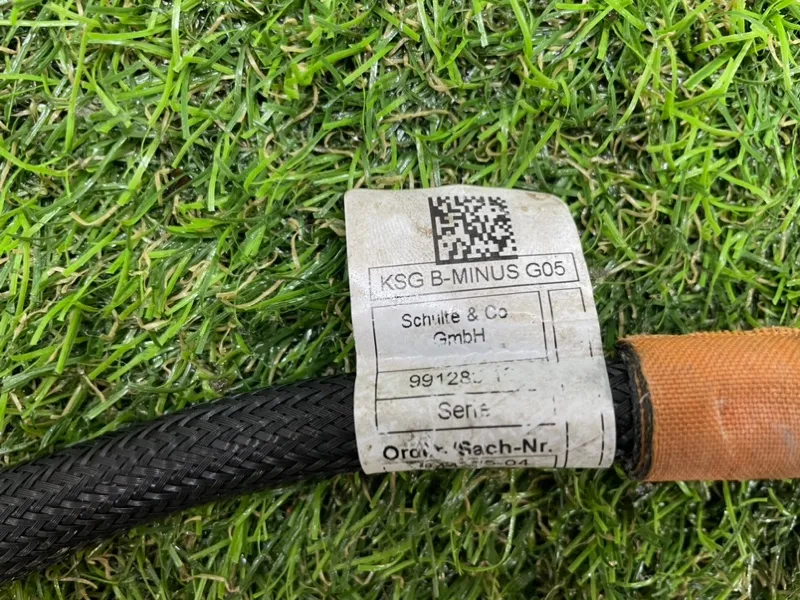 KSG B-MINUS G05
Schulte & Co
GmbH
Serie
Sach-Nr.